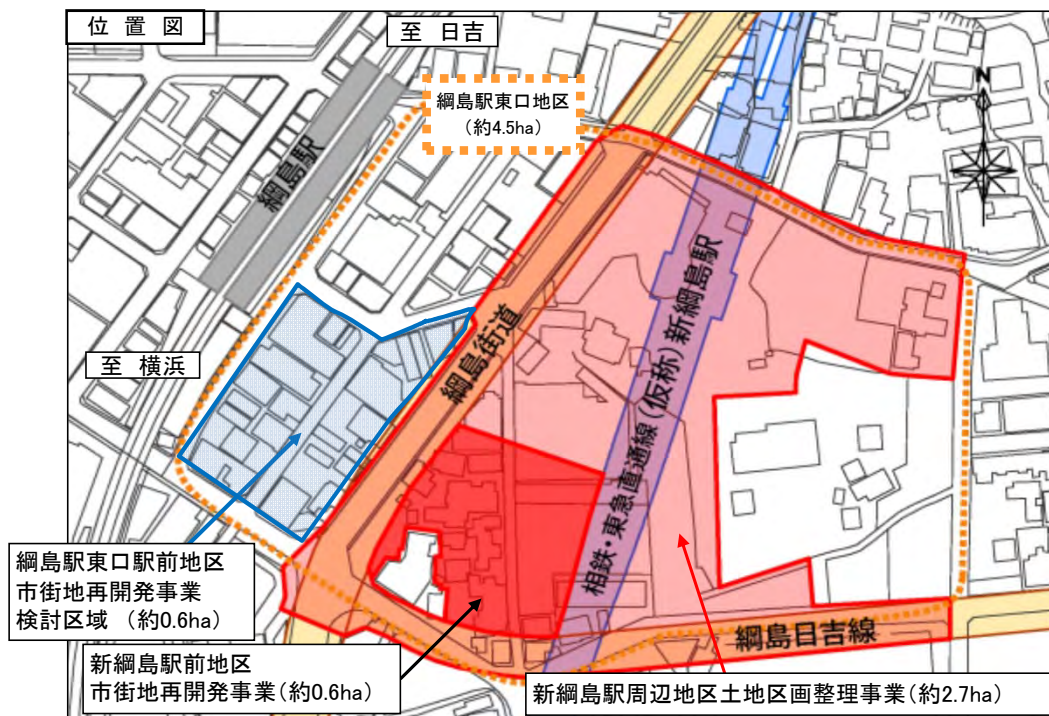 位 置 図
至 日吉
綱島駅東口地区
(約4.5ha)
N
綱島駅
至 横浜
綱島街道
相鉄・東急直通線(仮称)新綱島駅
綱島日吉線
綱島駅東口駅前地区
市街地再開発事業
検討区域 (約0.6ha)
新綱島駅前地区
市街地再開発事業(約0.6ha)
新綱島駅周辺地区土地区画整理事業(約2.7ha)